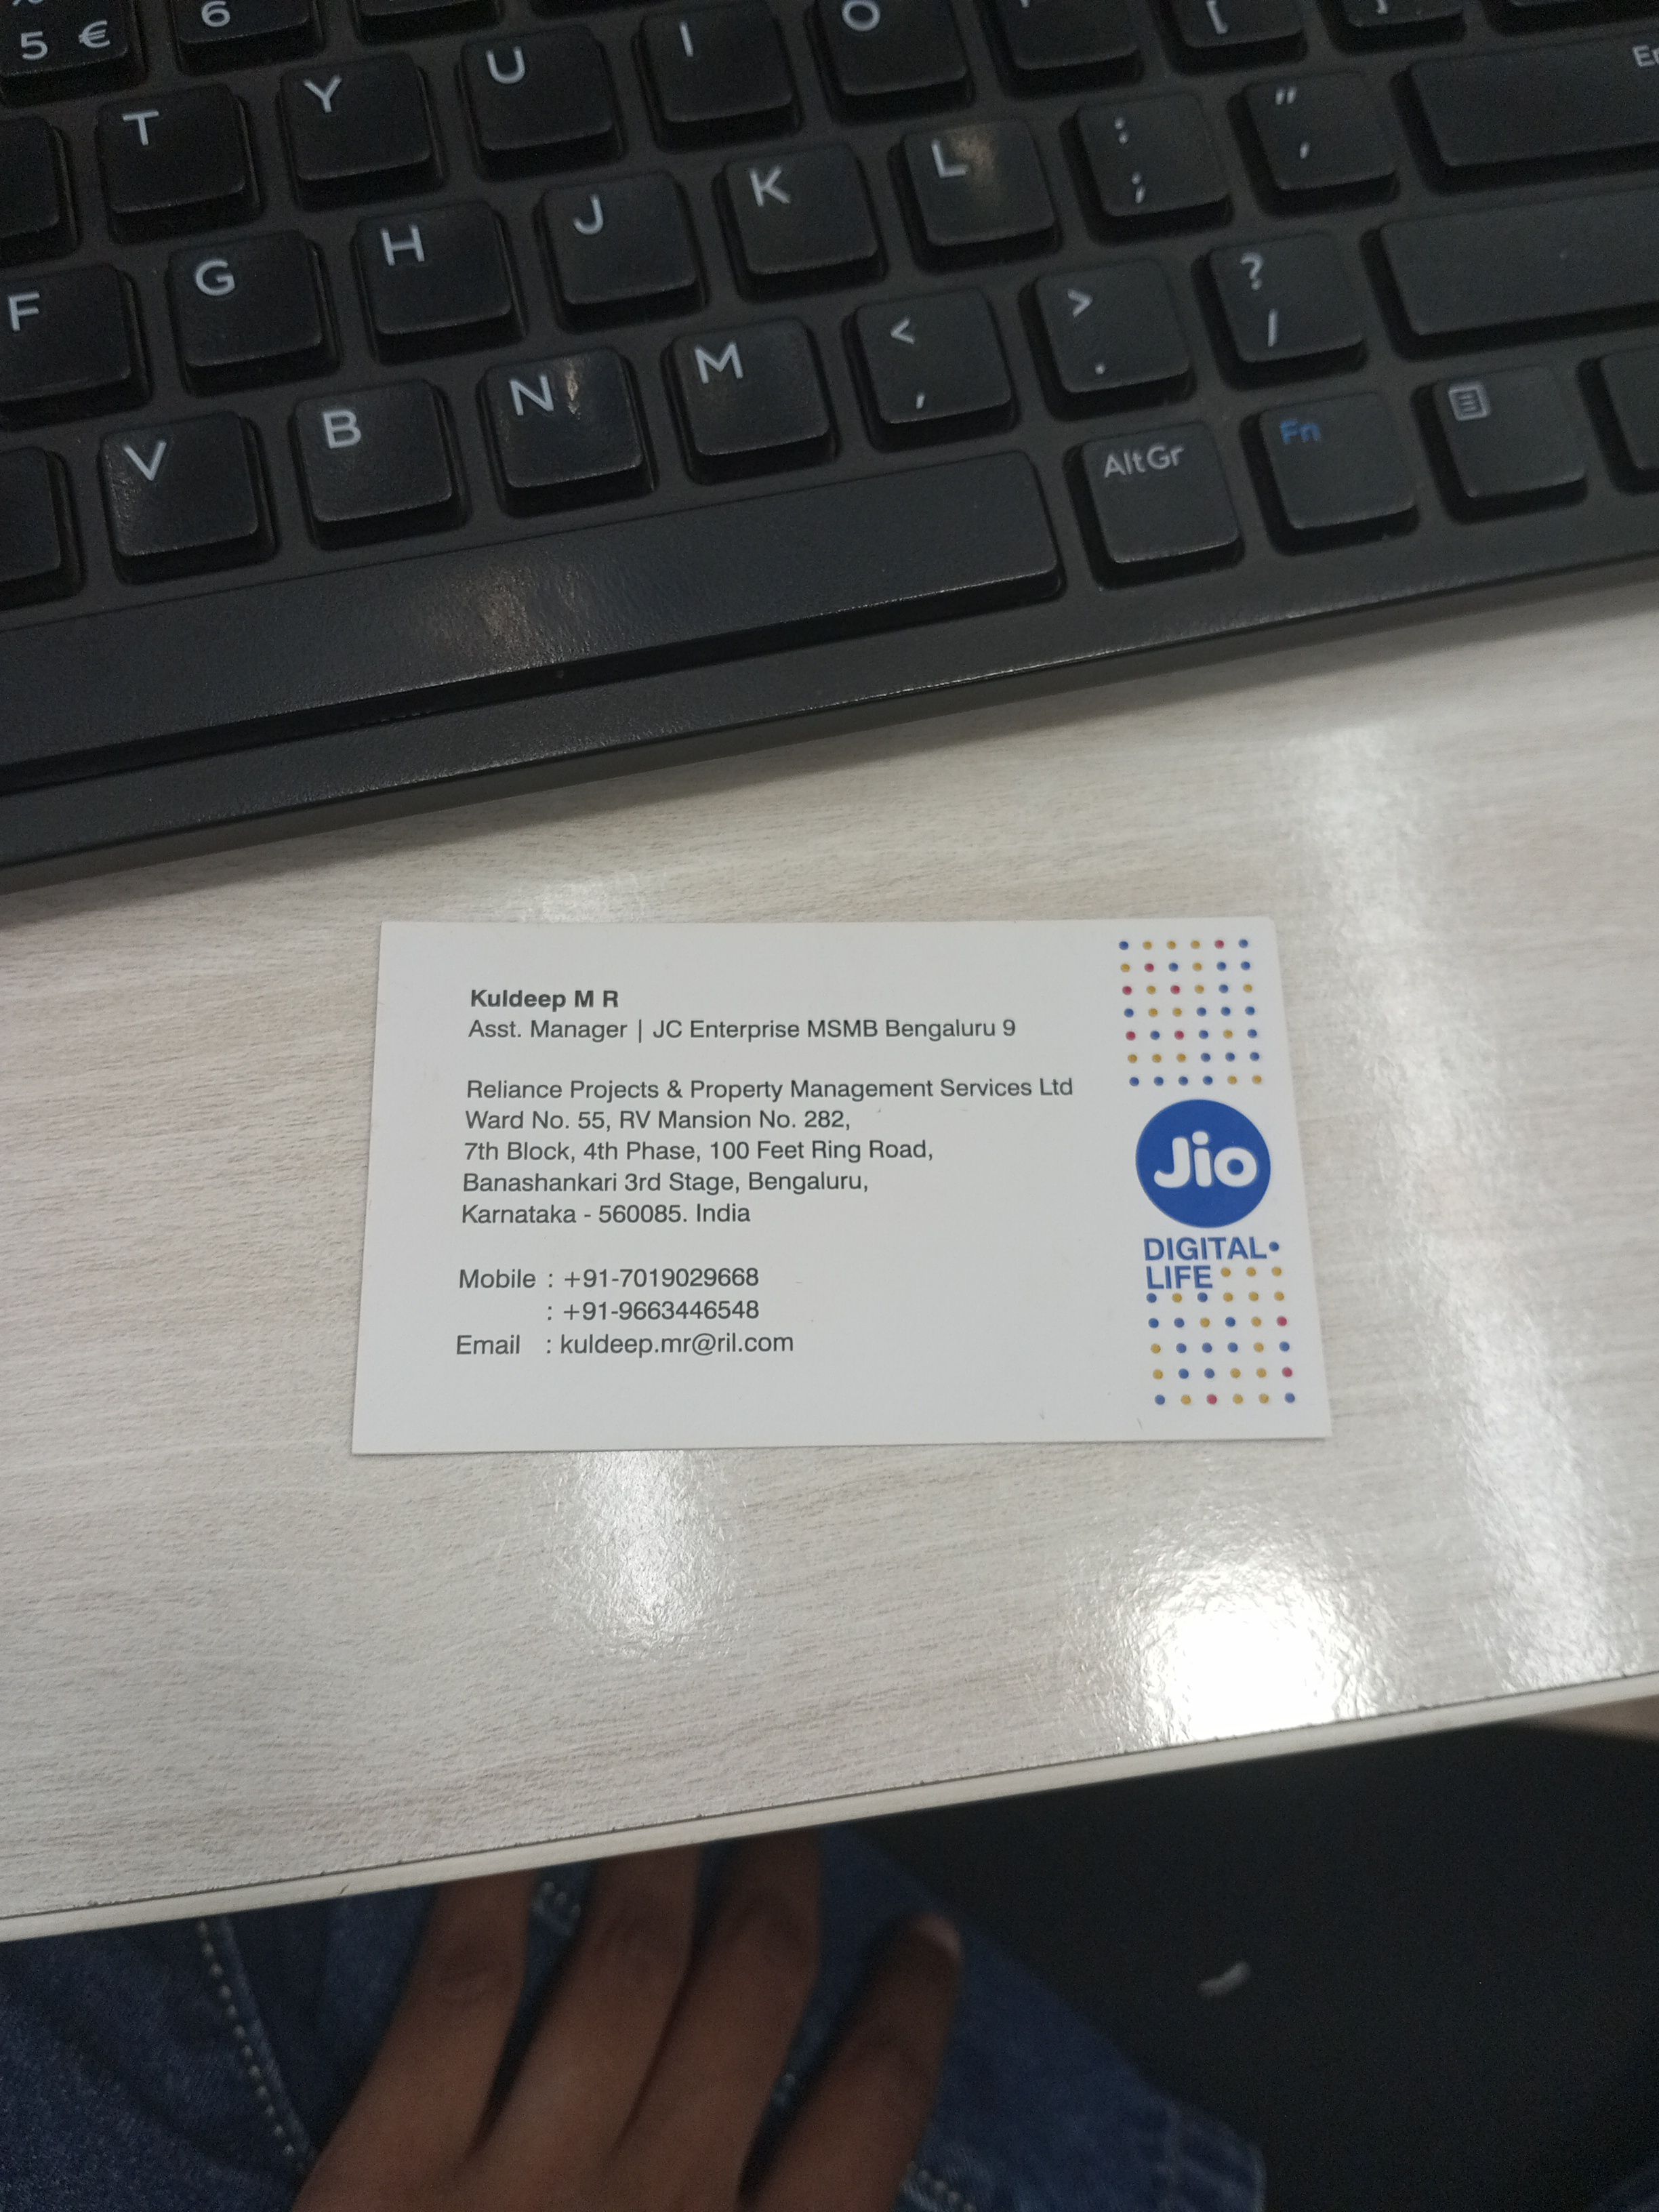 5 €
6
T
Y
U
I
O
[
F
G
H
J
K
L
:
;
"
'
V
B
N
M
<
,
>
.
?
/
AltGr
Fn
Kuldeep M R
Asst. Manager | JC Enterprise MSMB Bengaluru 9
Reliance Projects & Property Management Services Ltd
Ward No. 55, RV Mansion No. 282,
7th Block, 4th Phase, 100 Feet Ring Road,
Banashankari 3rd Stage, Bengaluru,
Karnataka - 560085. India
Mobile : +91-7019029668
: +91-9663446548
Email : kuldeep.mr@ril.com
Jio
DIGITAL
LIFE